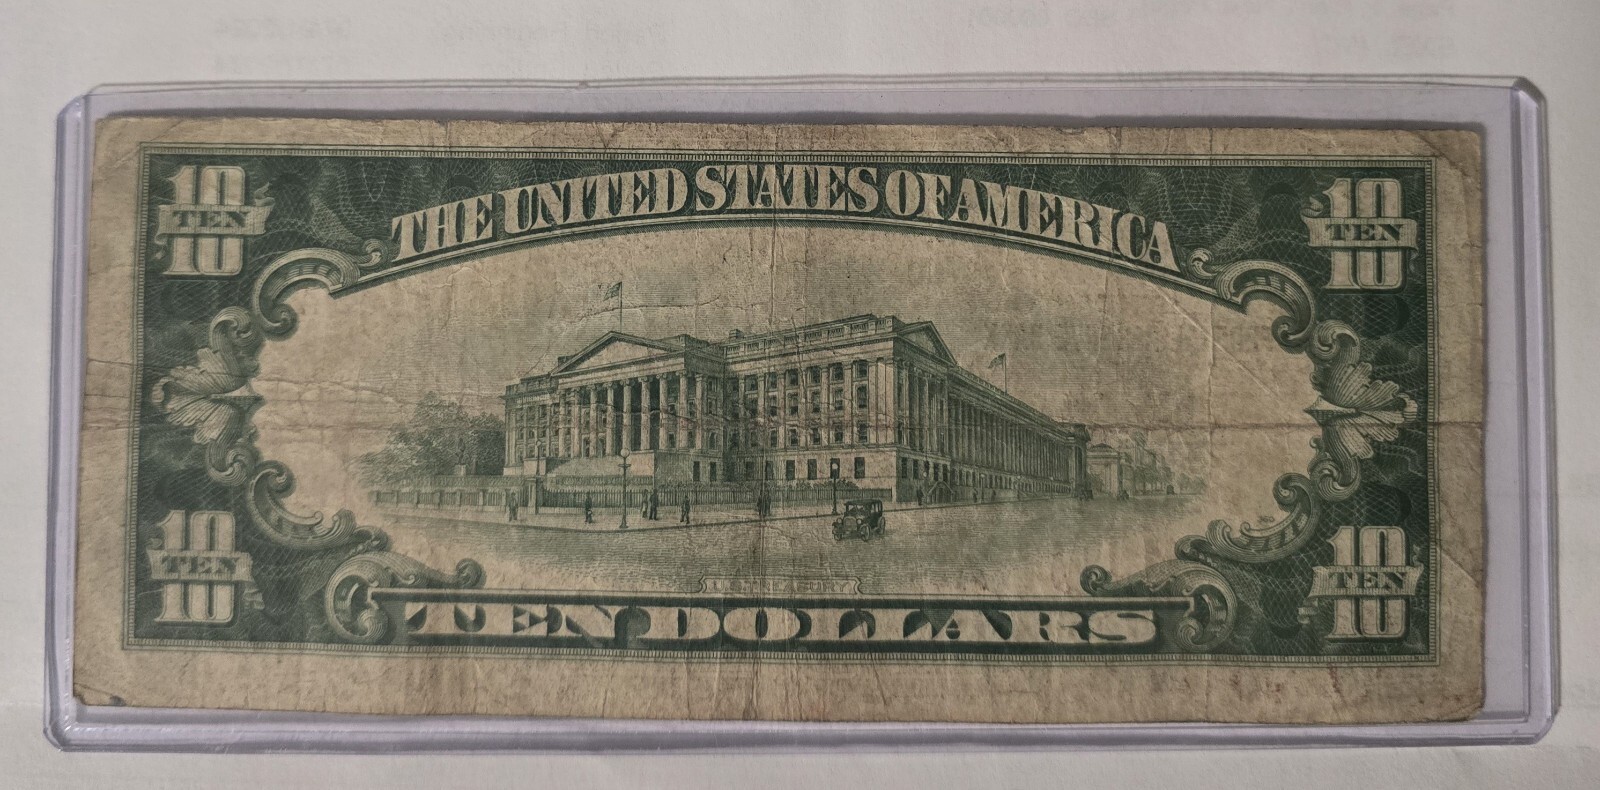 10 TEN 10
THE UNITED STATES OF AMERICA
10 TEN 10
U.S. TREASURY
10 TEN 10
TEN DOLLARS
10 TEN 10